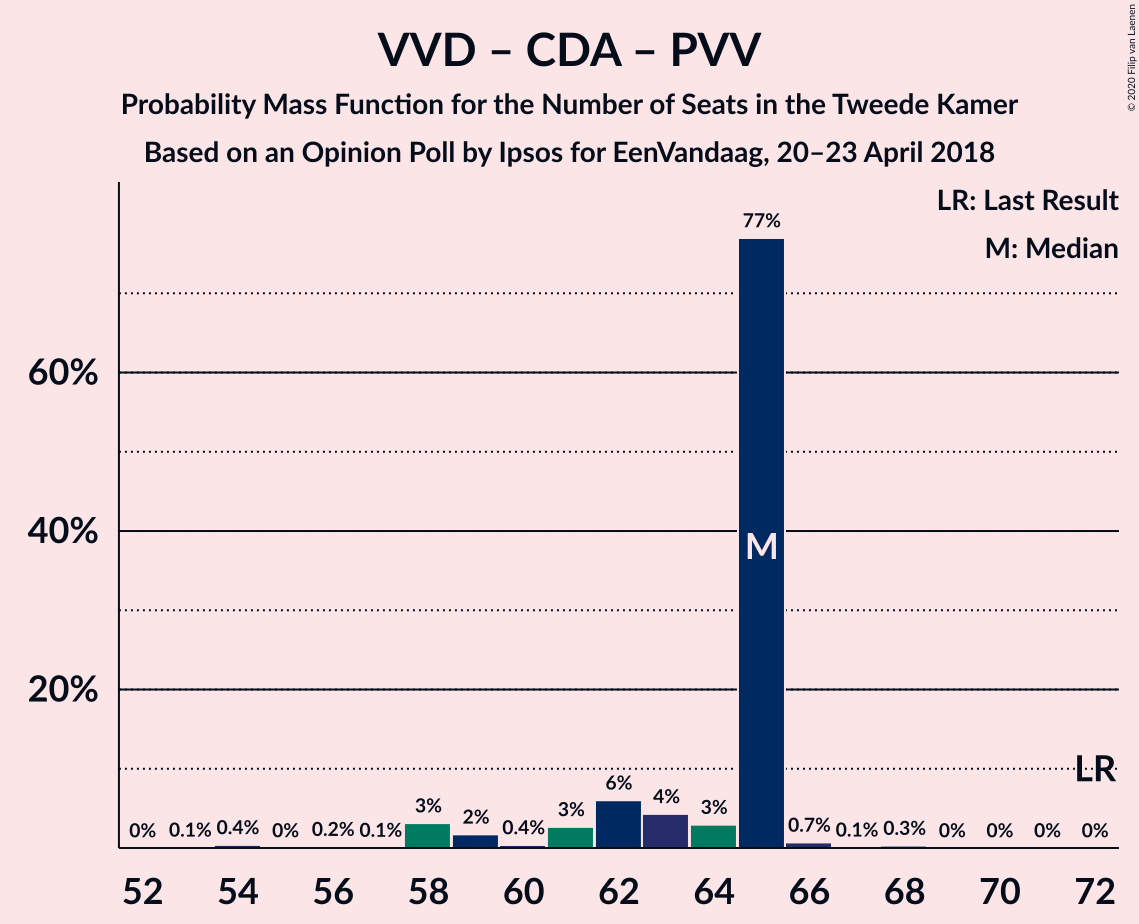 VVD – CDA – PVV
Probability Mass Function for the Number of Seats in the Tweede Kamer
Based on an Opinion Poll by Ipsos for EenVandaag, 20–23 April 2018
© 2020 Filip van Laenen
LR: Last Result
M: Median
77%
60%
40%
M
20%
LR
0% 0.1% 0.4% 0% 0.2% 0.1% 3% 2% 0.4% 3% 6% 4% 3% 0.7% 0.1% 0.3% 0% 0% 0% 0%
52 54 56 58 60 62 64 66 68 70 72